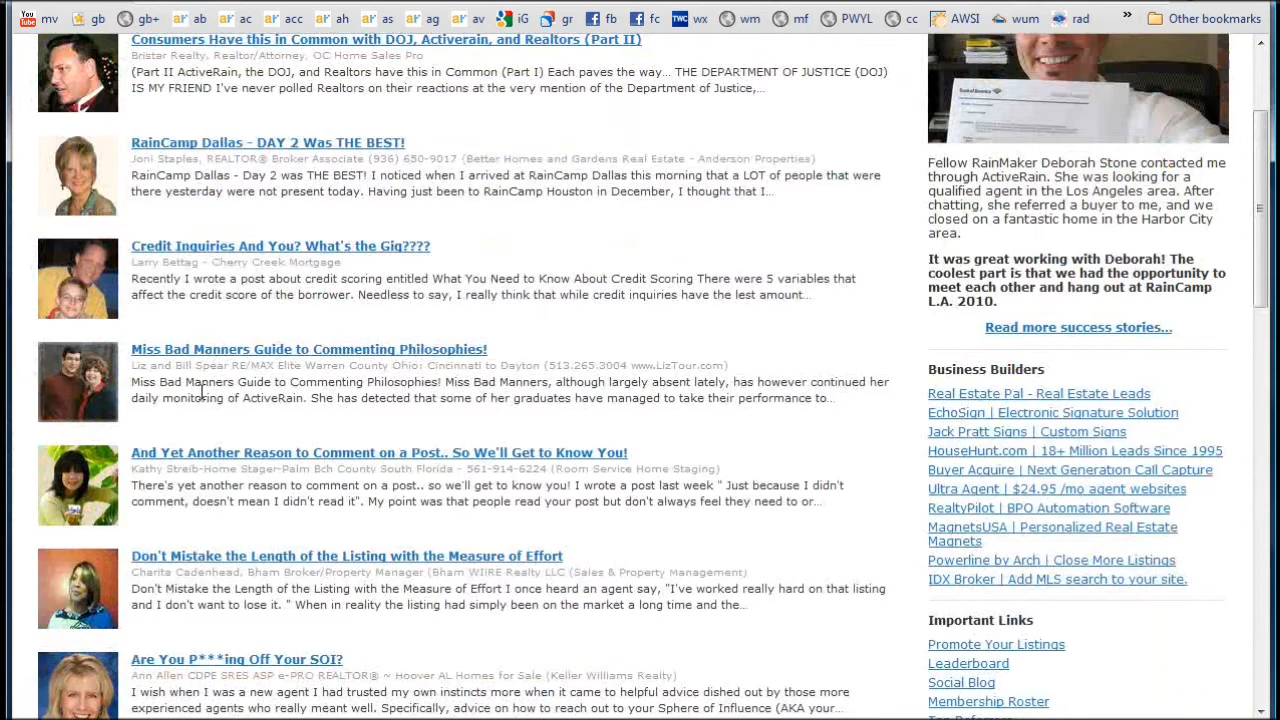 You Tube mv gb gb+ ab ac acc ah as ag av iG gr fb fc TWC wx wm mf PWYL cc AWSI wum rad » Other bookmarks
Consumers Have this in Common with DOJ, Activerain, and Realtors (Part II)
Bristar Realty, Realtor/Attorney, OC Home Sales Pro
(Part II ActiveRain, the DOJ, and Realtors have this in Common (Part I) Each paves the way... THE DEPARTMENT OF JUSTICE (DOJ)
IS MY FRIEND I've never polled Realtors on their reactions at the very mention of the Department of Justice,...
RainCamp Dallas - DAY 2 Was THE BEST!
Joni Staples, REALTOR® Broker Associate (936) 650-9017 (Better Homes and Gardens Real Estate - Anderson Properties)
RainCamp Dallas - Day 2 was THE BEST! I noticed when I arrived at RainCamp Dallas this morning that a LOT of people that were
there yesterday were not present today. Having just been to RainCamp Houston in December, I thought that I...
Credit Inquiries And You? What's the Gig????
Larry Bettag - Cherry Creek Mortgage
Recently I wrote a post about credit scoring entitled What You Need to Know About Credit Scoring There were 5 variables that
affect the credit score of the borrower. Needless to say, I really think that while credit inquiries have the lest amount...
Miss Bad Manners Guide to Commenting Philosophies!
Liz and Bill Spear RE/MAX Elite Warren County Ohio: Cincinnati to Dayton (513.265.3004 www.LizTour.com)
Miss Bad Manners Guide to Commenting Philosophies! Miss Bad Manners, although largely absent lately, has however continued her
daily monitoring of ActiveRain. She has detected that some of her graduates have managed to take their performance to...
And Yet Another Reason to Comment on a Post.. So We'll Get to Know You!
Kathy Streib-Home Stager-Palm Bch County South Florida - 561-914-6224 (Room Service Home Staging)
There's yet another reason to comment on a post.. so we'll get to know you! I wrote a post last week " Just because I didn't
comment, doesn't mean I didn't read it". My point was that people read your post but don't always feel they need to or...
Don't Mistake the Length of the Listing with the Measure of Effort
Charita Cadenhead, Bham Broker/Property Manager (Bham WIiRE Realty LLC (Sales & Property Management)
Don't Mistake the Length of the Listing with the Measure of Effort I once heard an agent say, "I've worked really hard on that listing
and I don't want to lose it. " When in reality the listing had simply been on the market a long time and the...
Are You P***ing Off Your SOI?
Ann Allen CDPE SRES ASP e-PRO REALTOR® ~ Hoover AL Homes for Sale (Keller Williams Realty)
I wish when I was a new agent I had trusted my own instincts more when it came to helpful advice dished out by those more
experienced agents who all meant well. Specifically, advice on how to reach out to your Sphere of Influence (AKA your...
Fellow RainMaker Deborah Stone contacted me
through ActiveRain. She was looking for a
qualified agent in the Los Angeles area. After
chatting, she referred a buyer to me, and we
closed on a fantastic home in the Harbor City
area.
It was great working with Deborah! The
coolest part is that we had the opportunity to
meet each other and hang out at RainCamp
L.A. 2010.
Read more success stories...
Business Builders
Real Estate Pal - Real Estate Leads
EchoSign | Electronic Signature Solution
Jack Pratt Signs | Custom Signs
HouseHunt.com | 18+ Million Leads Since 1995
Buyer Acquire | Next Generation Call Capture
Ultra Agent | $24.95 /mo agent websites
RealtyPilot | BPO Automation Software
MagnetsUSA | Personalized Real Estate
Magnets
Powerline by Arch | Close More Listings
IDX Broker | Add MLS search to your site.
Important Links
Promote Your Listings
Leaderboard
Social Blog
Membership Roster